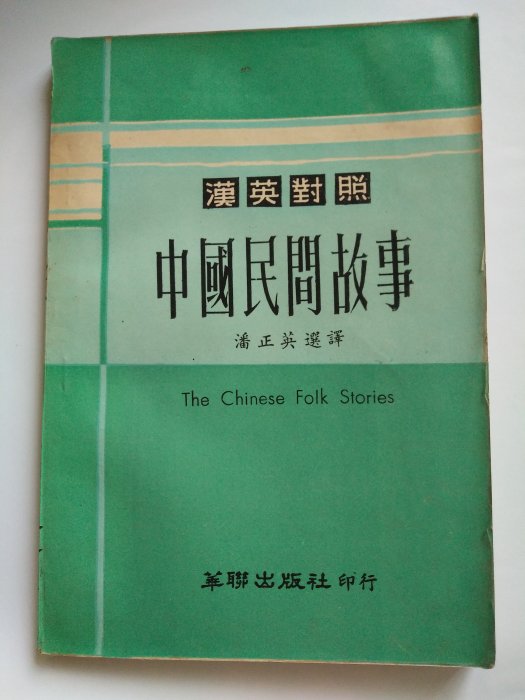 漢英對照
中國民間故事
潘正英選譯
The Chinese Folk Stories
華聯出版社印行